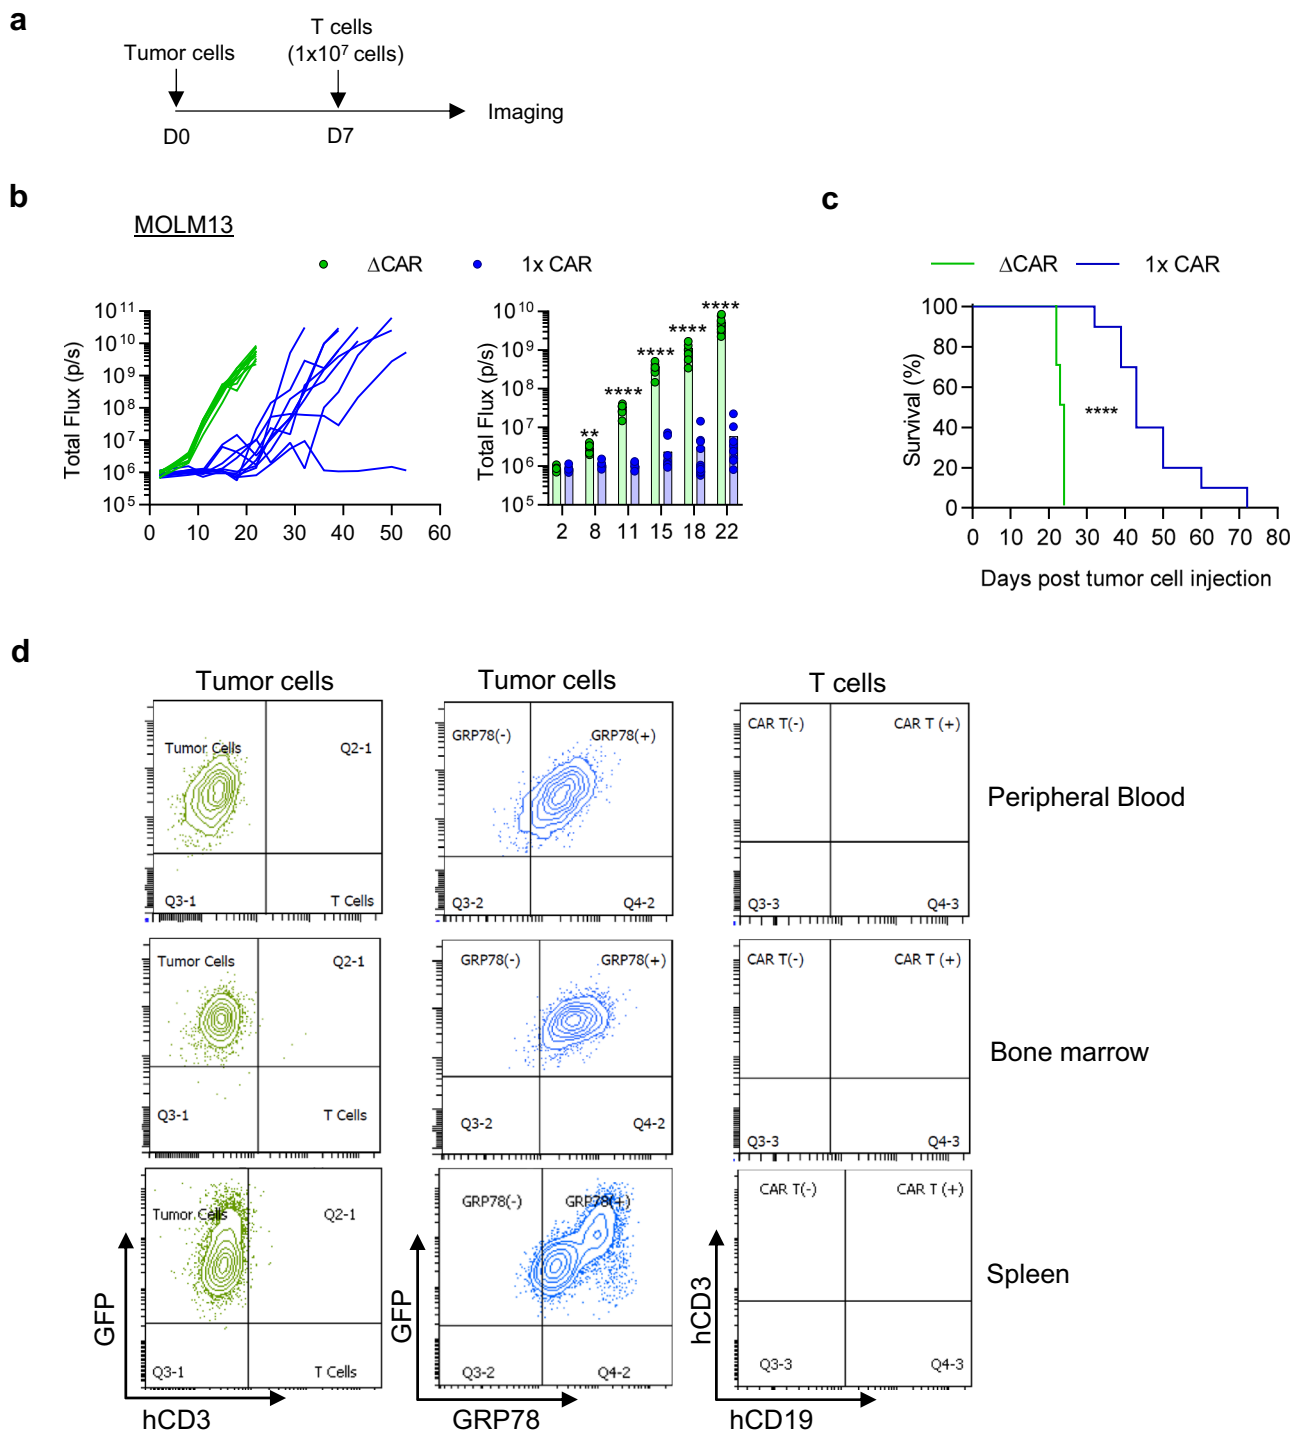 a
T cells
Tumor cells
(1x10⁷ cells)
Imaging
D0
D7
b
c
MOLM13
ΔCAR
1x CAR
ΔCAR
1x CAR
Total Flux (p/s)
10¹¹
10¹⁰
10⁹
10⁸
10⁷
10⁶
10⁵
0 10 20 30 40 50 60
Total Flux (p/s)
10¹⁰
10⁹
10⁸
10⁷
10⁶
10⁵
** **** **** **** ****
2 8 11 15 18 22
Survival (%)
100
80
60
40
20
0
****
0 10 20 30 40 50 60 70 80
Days post tumor cell injection
d
Tumor cells
Tumor cells
T cells
Tumor Cells
Q2-1
Q3-1
T Cells
GRP78(-)
GRP78(+)
Q3-2
Q4-2
CAR T(-)
CAR T (+)
Q3-3
Q4-3
Peripheral Blood
Tumor Cells
Q2-1
Q3-1
T Cells
GRP78(-)
GRP78(+)
Q3-2
Q4-2
CAR T(-)
CAR T (+)
Q3-3
Q4-3
Bone marrow
Tumor Cells
Q2-1
Q3-1
T Cells
GRP78(-)
GRP78(+)
Q3-2
Q4-2
CAR T(-)
CAR T (+)
Q3-3
Q4-3
Spleen
GFP
hCD3
GFP
GRP78
hCD3
hCD19